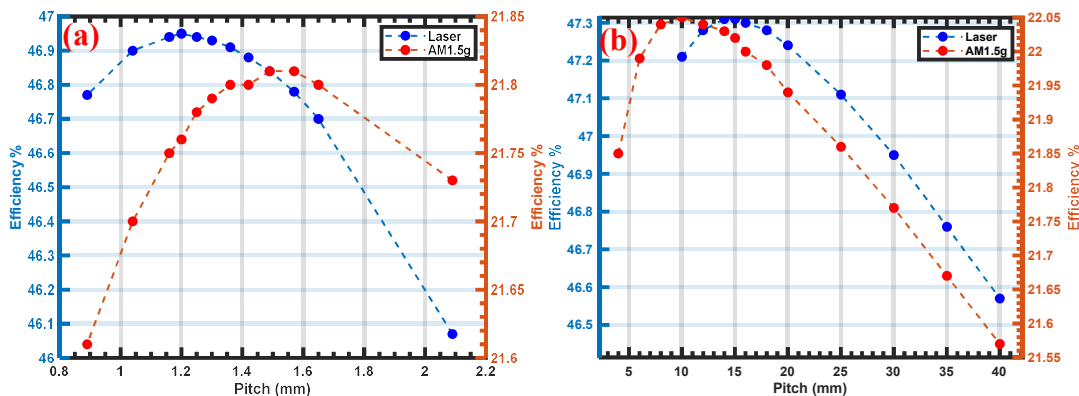 (a)
Laser
AM1.5g
47
46.9
46.8
46.7
46.6
46.5
46.4
46.3
46.2
46.1
46
Efficiency %
21.85
21.8
21.75
21.7
21.65
21.6
Efficiency %
0.8 1 1.2 1.4 1.6 1.8 2 2.2
Pitch (mm)
(b)
Laser
AM1.5g
47.3
47.2
47.1
47
46.9
46.8
46.7
46.6
46.5
Efficiency %
22.05
22
21.95
21.9
21.85
21.8
21.75
21.7
21.65
21.6
21.55
Efficiency %
5 10 15 20 25 30 35 40
Pitch (mm)